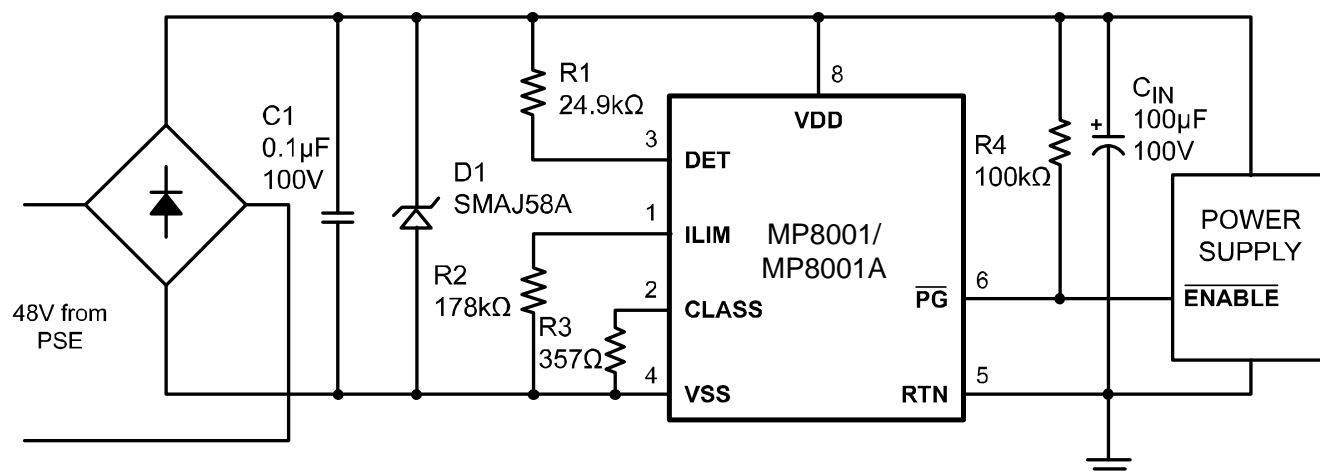 48V from
PSE
C1
0.1µF
100V
D1
SMAJ58A
R1
24.9kΩ
R2
178kΩ
R3
357Ω
3
1
2
4
8
VDD
DET
ILIM
CLASS
VSS
MP8001/
MP8001A
PG
RTN
6
5
R4
100kΩ
+
CIN
100µF
100V
POWER
SUPPLY
ENABLE